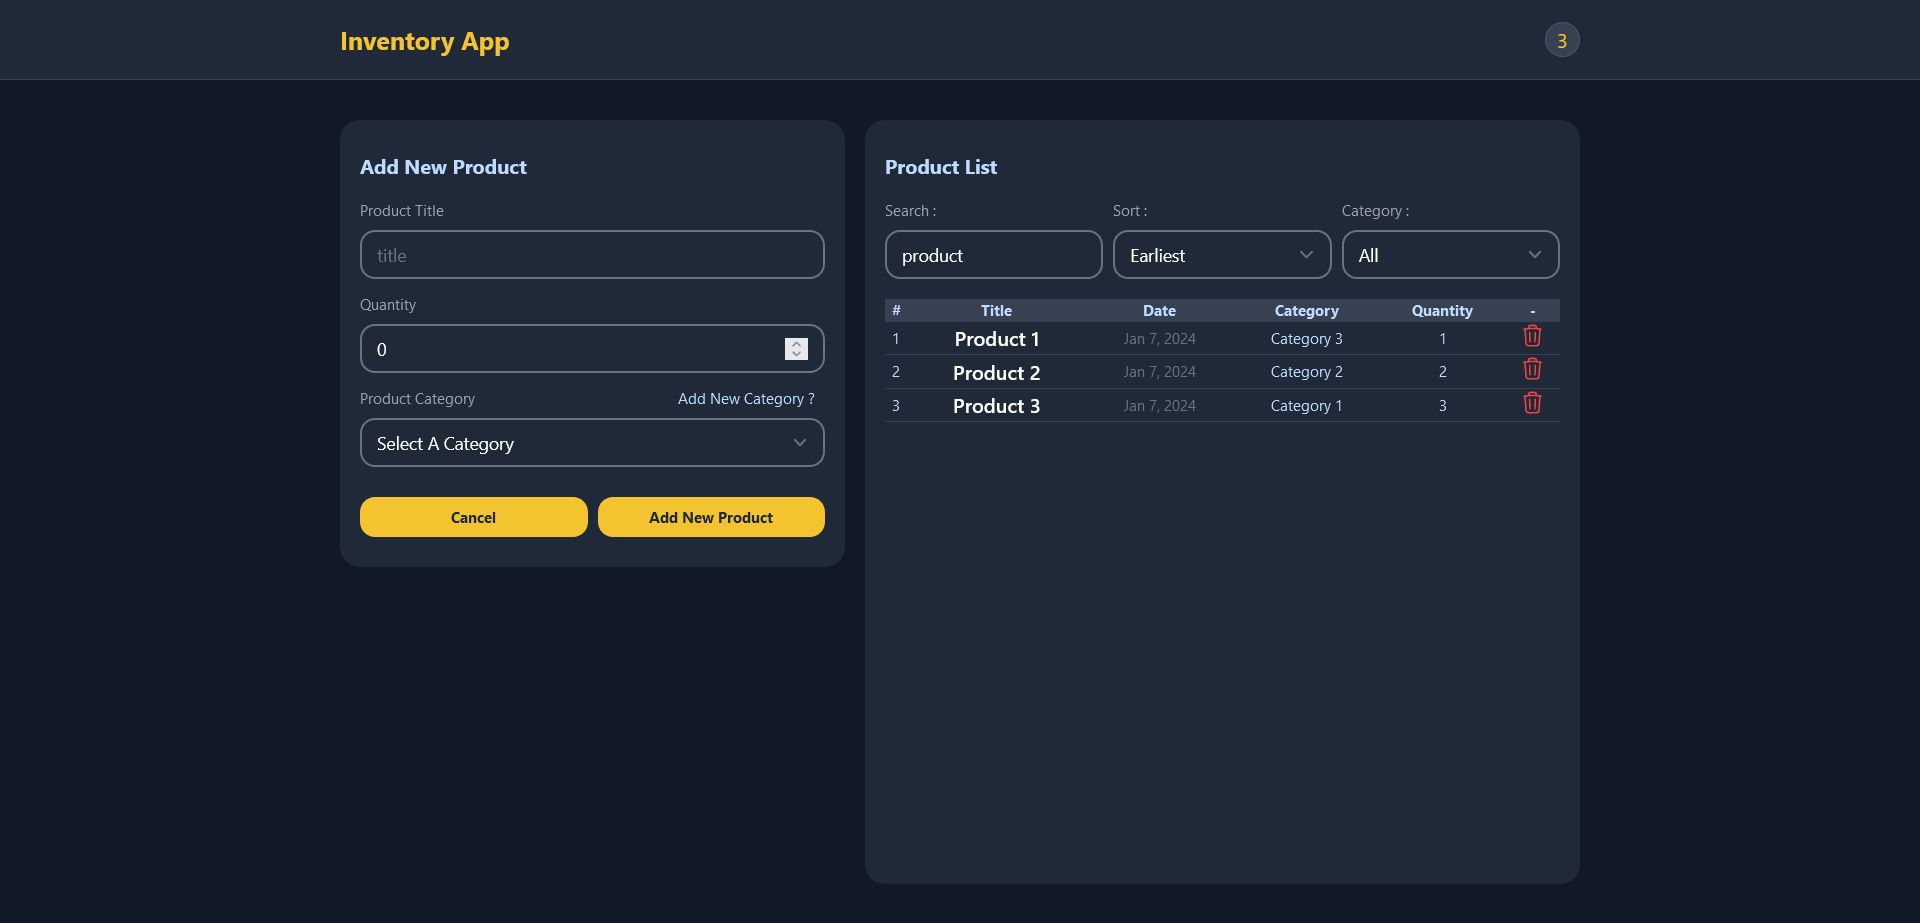 Inventory App
3
Add New Product
Product Title
title
Quantity
0
Product Category Add New Category ?
Select A Category
Cancel Add New Product
Product List
Search : Sort : Category :
product Earliest All
# Title Date Category Quantity -
1 Product 1 Jan 7, 2024 Category 3 1
2 Product 2 Jan 7, 2024 Category 2 2
3 Product 3 Jan 7, 2024 Category 1 3